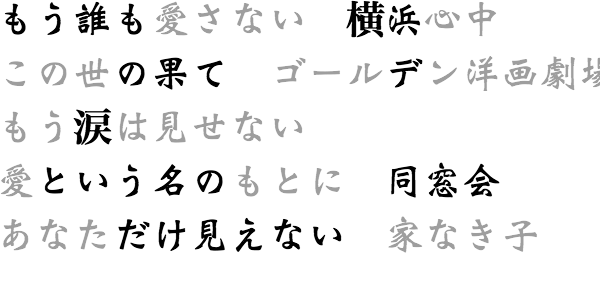 もう誰も愛さない　横浜心中
この世の果て　ゴールデン洋画劇場
もう涙は見せない
愛という名のもとに　同窓会
あなただけ見えない　家なき子